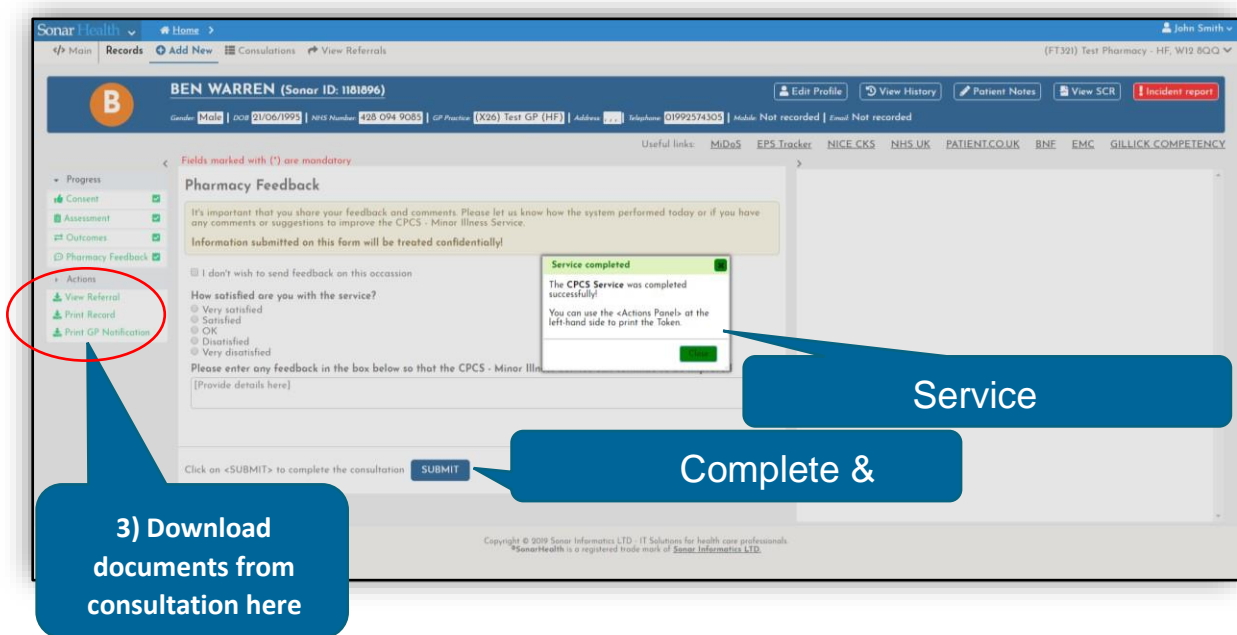 Sonar Health Home > John Smith
</> Main Records Add New Consulations View Referrals (FT321) Test Pharmacy - HF, W12 8QQ
B
BEN WARREN (Sonar ID: 1181896) Edit Profile View History Patient Notes View SCR Incident report
Gender Male | DOB 21/06/1995 | NHS Number 428 094 9085 | GP Practice (X26) Test GP (HF) | Address , , , | Telephone 01992574305 | Mobile Not recorded | Email Not recorded
Useful links: MiDoS EPS Tracker NICE CKS NHS UK PATIENT.CO.UK BNF EMC GILLICK COMPETENCY
< Fields marked with (*) are mandatory >
Progress
Consent
Assessment
Outcomes
Pharmacy Feedback
Actions
View Referral
Print Record
Print GP Notification
Pharmacy Feedback
It's important that you share your feedback and comments. Please let us know how the system performed today or if you have
any comments or suggestions to improve the CPCS - Minor Illness Service.
Information submitted on this form will be treated confidentially!
I don't wish to send feedback on this occassion
How satisfied are you with the service?
Very satisfied
Satisfied
OK
Disatisfied
Very disatisfied
Please enter any feedback in the box below so that the CPCS - Minor Illn
[Provide details here]
Click on <SUBMIT> to complete the consultation SUBMIT
Service completed
The CPCS Service was completed
successfully!
You can use the <Actions Panel> at the
left-hand side to print the Token.
Close
Service
Complete &
3) Download
documents from
consultation here
Copyright © 2019 Sonar Informatics LTD - IT Solutions for health care professionals.
®SonarHealth is a registered trade mark of Sonar Informatics LTD.